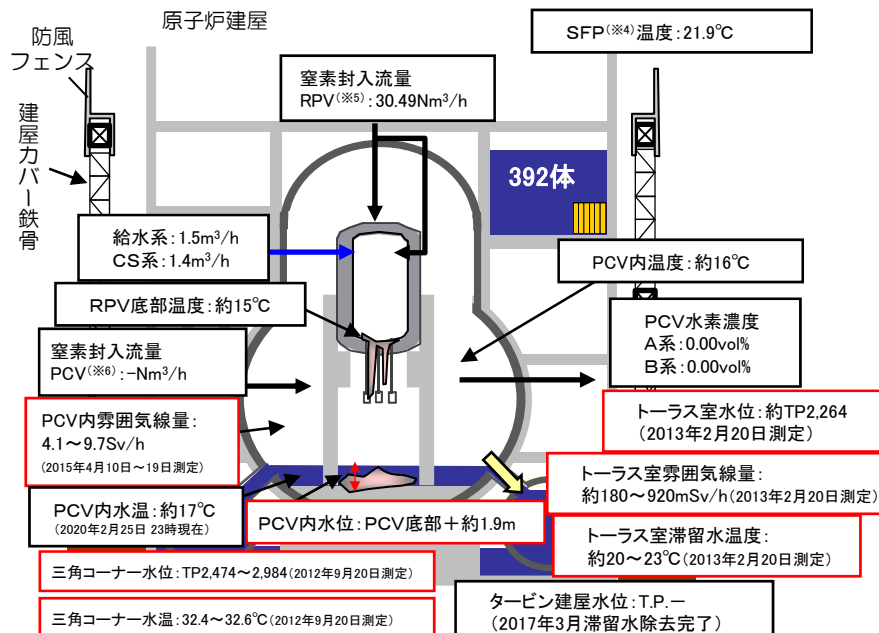 原子炉建屋
SFP(※4)温度：21.9℃
防風
フェンス
窒素封入流量
RPV(※5)：30.49Nm³/h
建屋カバー鉄骨
392体
給水系：1.5m³/h
CS系：1.4m³/h
PCV内温度：約16℃
RPV底部温度：約15℃
PCV水素濃度
A系：0.00vol%
B系：0.00vol%
窒素封入流量
PCV(※6)：-Nm³/h
トーラス室水位：約TP2,264
（2013年2月20日測定）
PCV内雰囲気線量：
4.1～9.7Sv/h
（2015年4月10日～19日測定）
トーラス室雰囲気線量：
約180～920mSv/h（2013年2月20日測定）
PCV内水温：約17℃
（2020年2月25日 23時現在）
PCV内水位：PCV底部＋約1.9m
トーラス室滞留水温度：
約20～23℃（2013年2月20日測定）
三角コーナー水位：TP2,474～2,984（2012年9月20日測定）
三角コーナー水温：32.4～32.6℃（2012年9月20日測定）
タービン建屋水位：T.P.－
（2017年3月滞留水除去完了）